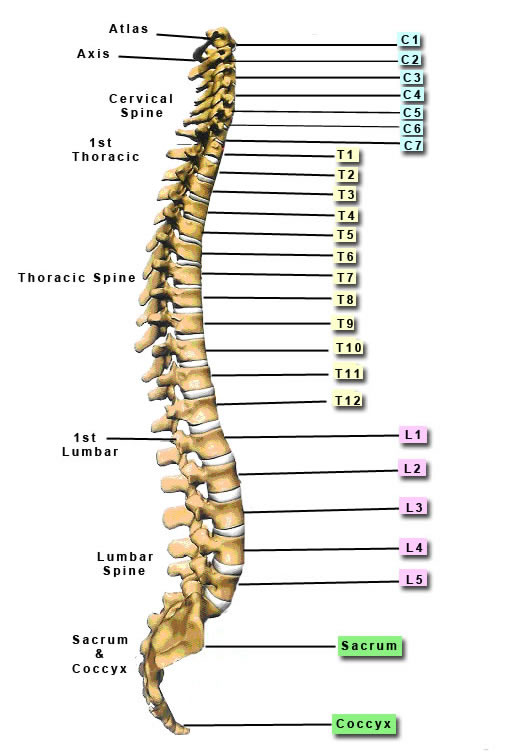 Atlas
Axis
Cervical
Spine
1st
Thoracic
Thoracic Spine
1st
Lumbar
Lumbar
Spine
Sacrum
&
Coccyx
C1
C2
C3
C4
C5
C6
C7
T1
T2
T3
T4
T5
T6
T7
T8
T9
T10
T11
T12
L1
L2
L3
L4
L5
Sacrum
Coccyx